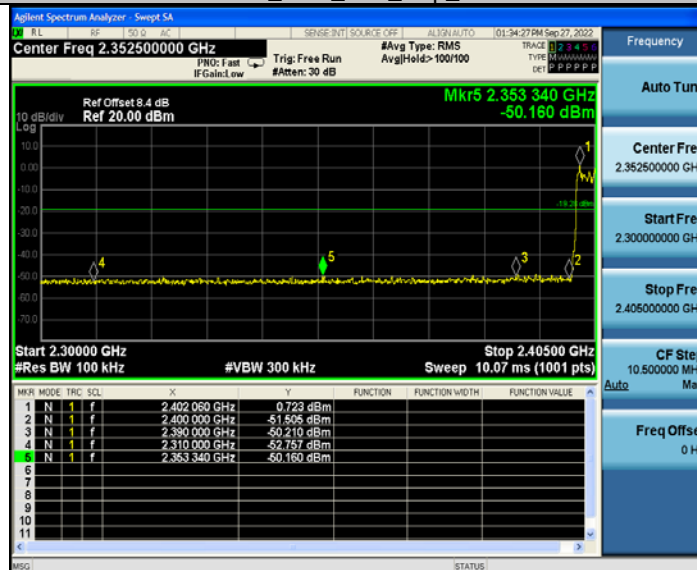 Agilent Spectrum Analyzer - Swept SA
RL RF 50 Ω AC SENSE:INT SOURCE OFF ALIGN AUTO 01:34:27 PM Sep 27, 2022
Center Freq 2.352500000 GHz
PNO: Fast
IFGain:Low
Trig: Free Run
#Atten: 30 dB
#Avg Type: RMS
Avg|Hold:>100/100
TRACE 1 2 3 4 5 6
TYPE M
DET P P P P P P
Frequency
Auto Tun
Center Fre
2.352500000 GH
Start Fre
2.300000000 GH
Stop Fre
2.405000000 GH
CF Ste
10.500000 MH
Auto Ma
Freq Offse
0 H
Mkr5 2.353 340 GHz
-50.160 dBm
Ref Offset 8.4 dB
10 dB/div Ref 20.00 dBm
Log
10.0
0.00
-10.0
-20.0
-30.0
-40.0
-50.0
-60.0
-70.0
1
2
3
4
5
Start 2.30000 GHz Stop 2.40500 GHz
#Res BW 100 kHz #VBW 300 kHz Sweep 10.07 ms (1001 pts)
MKR MODE TRC SCL X Y FUNCTION FUNCTION WIDTH FUNCTION VALUE
1 N 1 f 2.402 060 GHz 0.723 dBm
2 N 1 f 2.400 000 GHz -51.505 dBm
3 N 1 f 2.390 000 GHz -50.210 dBm
4 N 1 f 2.310 000 GHz -52.757 dBm
5 N 1 f 2.353 340 GHz -50.160 dBm
6
7
8
9
10
11
MSG STATUS